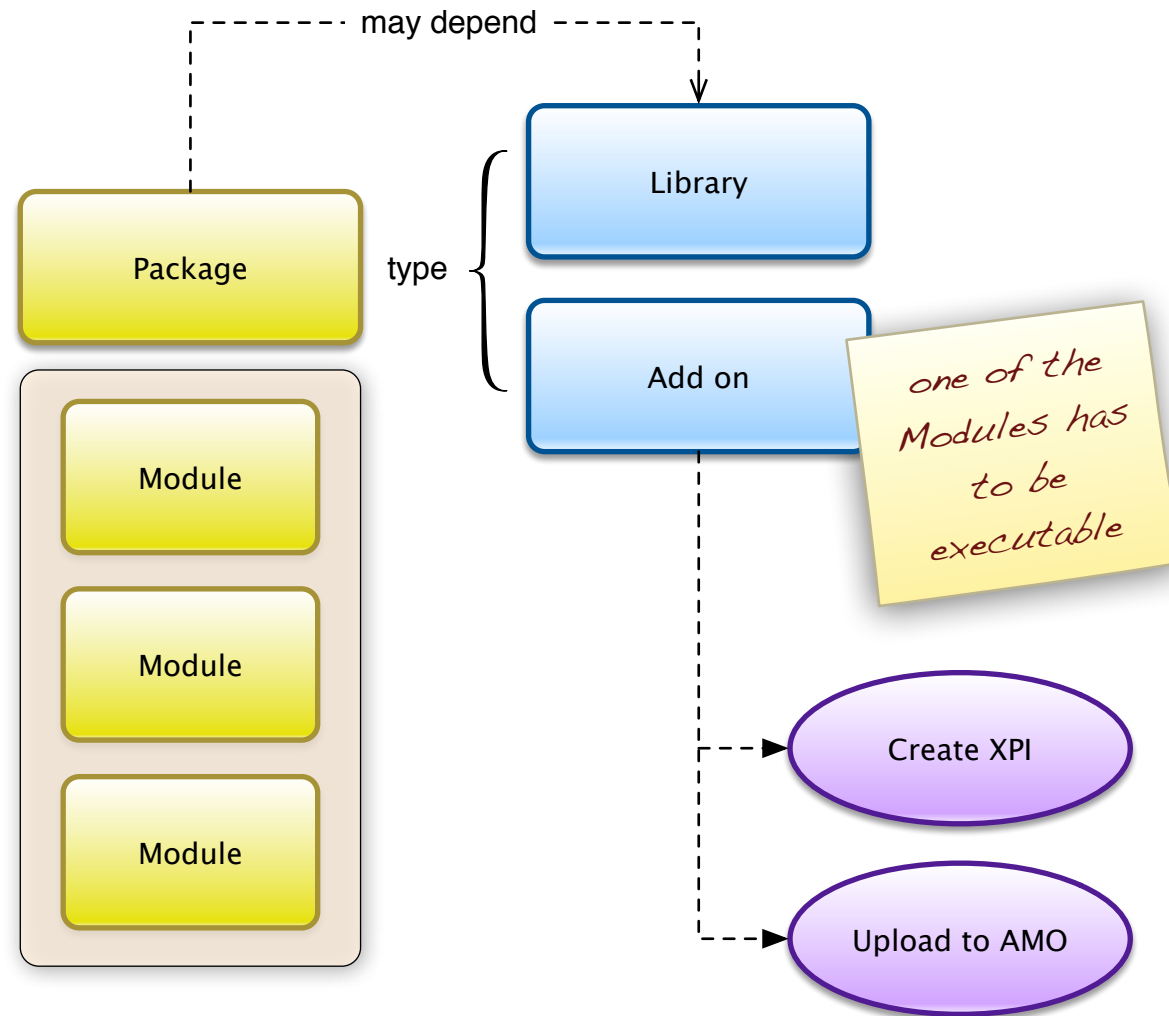 may depend
Library
Package
type
Add on
one of the
Modules has
to be
executable
Module
Module
Module
Create XPI
Upload to AMO